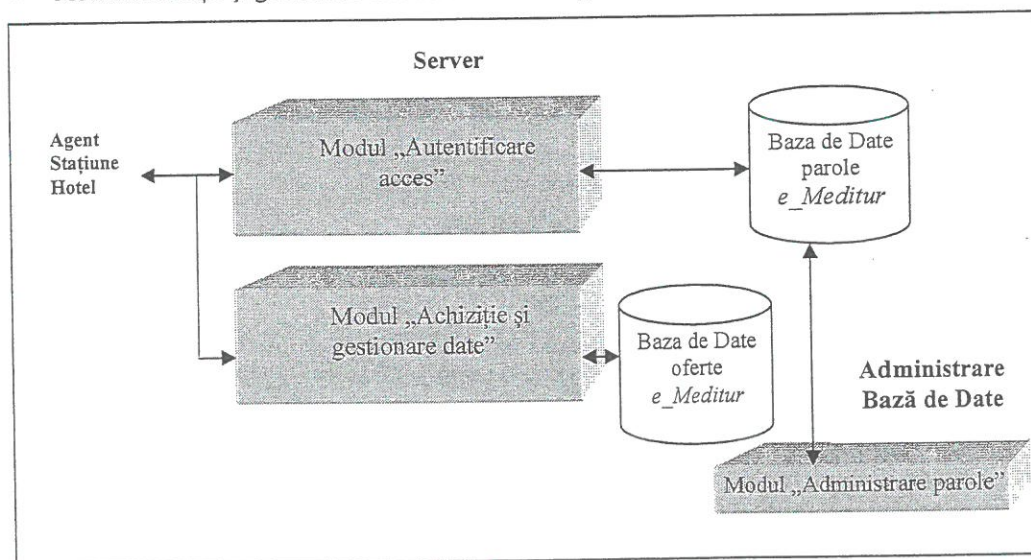 Server
Agent
Stațiune
Hotel
Modul „Autentificare
acces”
Baza de Date
parole
e_Meditur
Modul „Achiziție și
gestionare date”
Baza de Date
oferte
e_Meditur
Administrare
Bază de Date
Modul „Administrare parole”